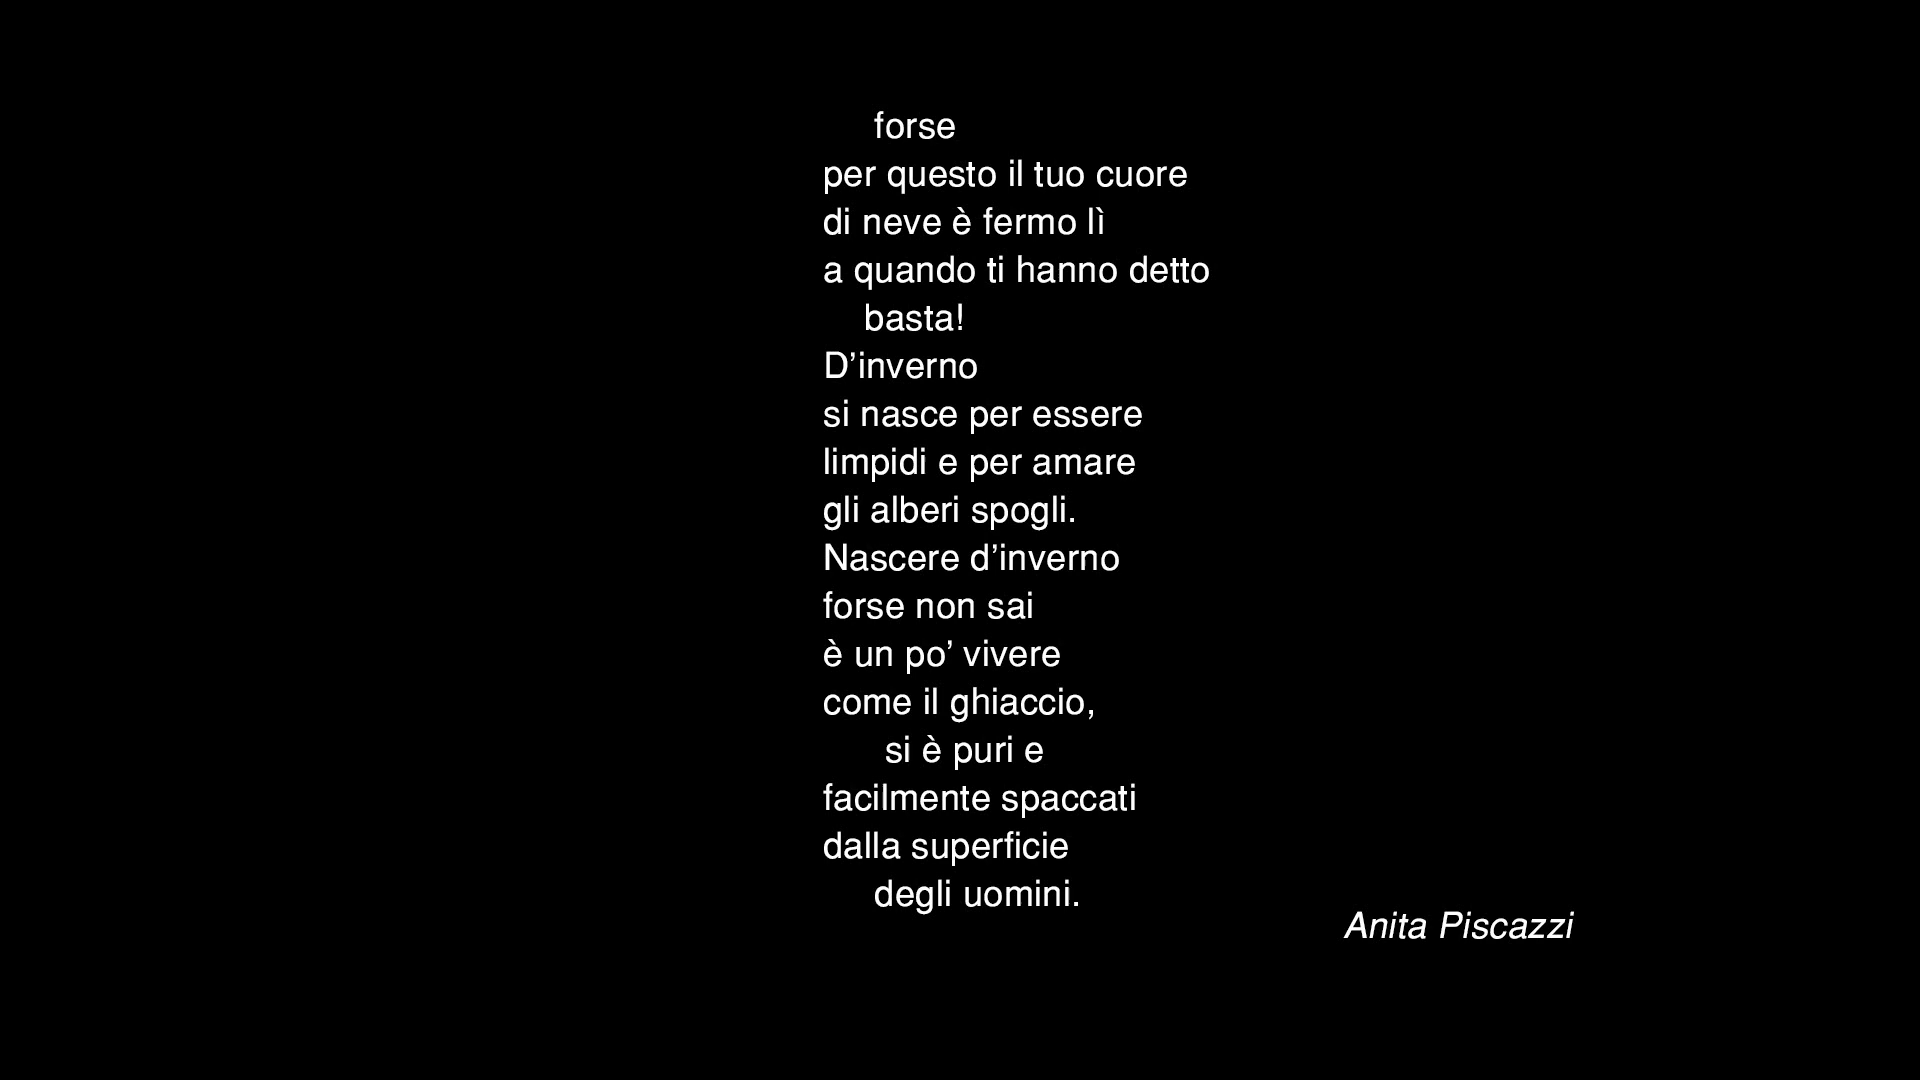 forse
per questo il tuo cuore
di neve è fermo lì
a quando ti hanno detto
basta!
D’inverno
si nasce per essere
limpidi e per amare
gli alberi spogli.
Nascere d’inverno
forse non sai
è un po’ vivere
come il ghiaccio,
si è puri e
facilmente spaccati
dalla superficie
degli uomini.
Anita Piscazzi